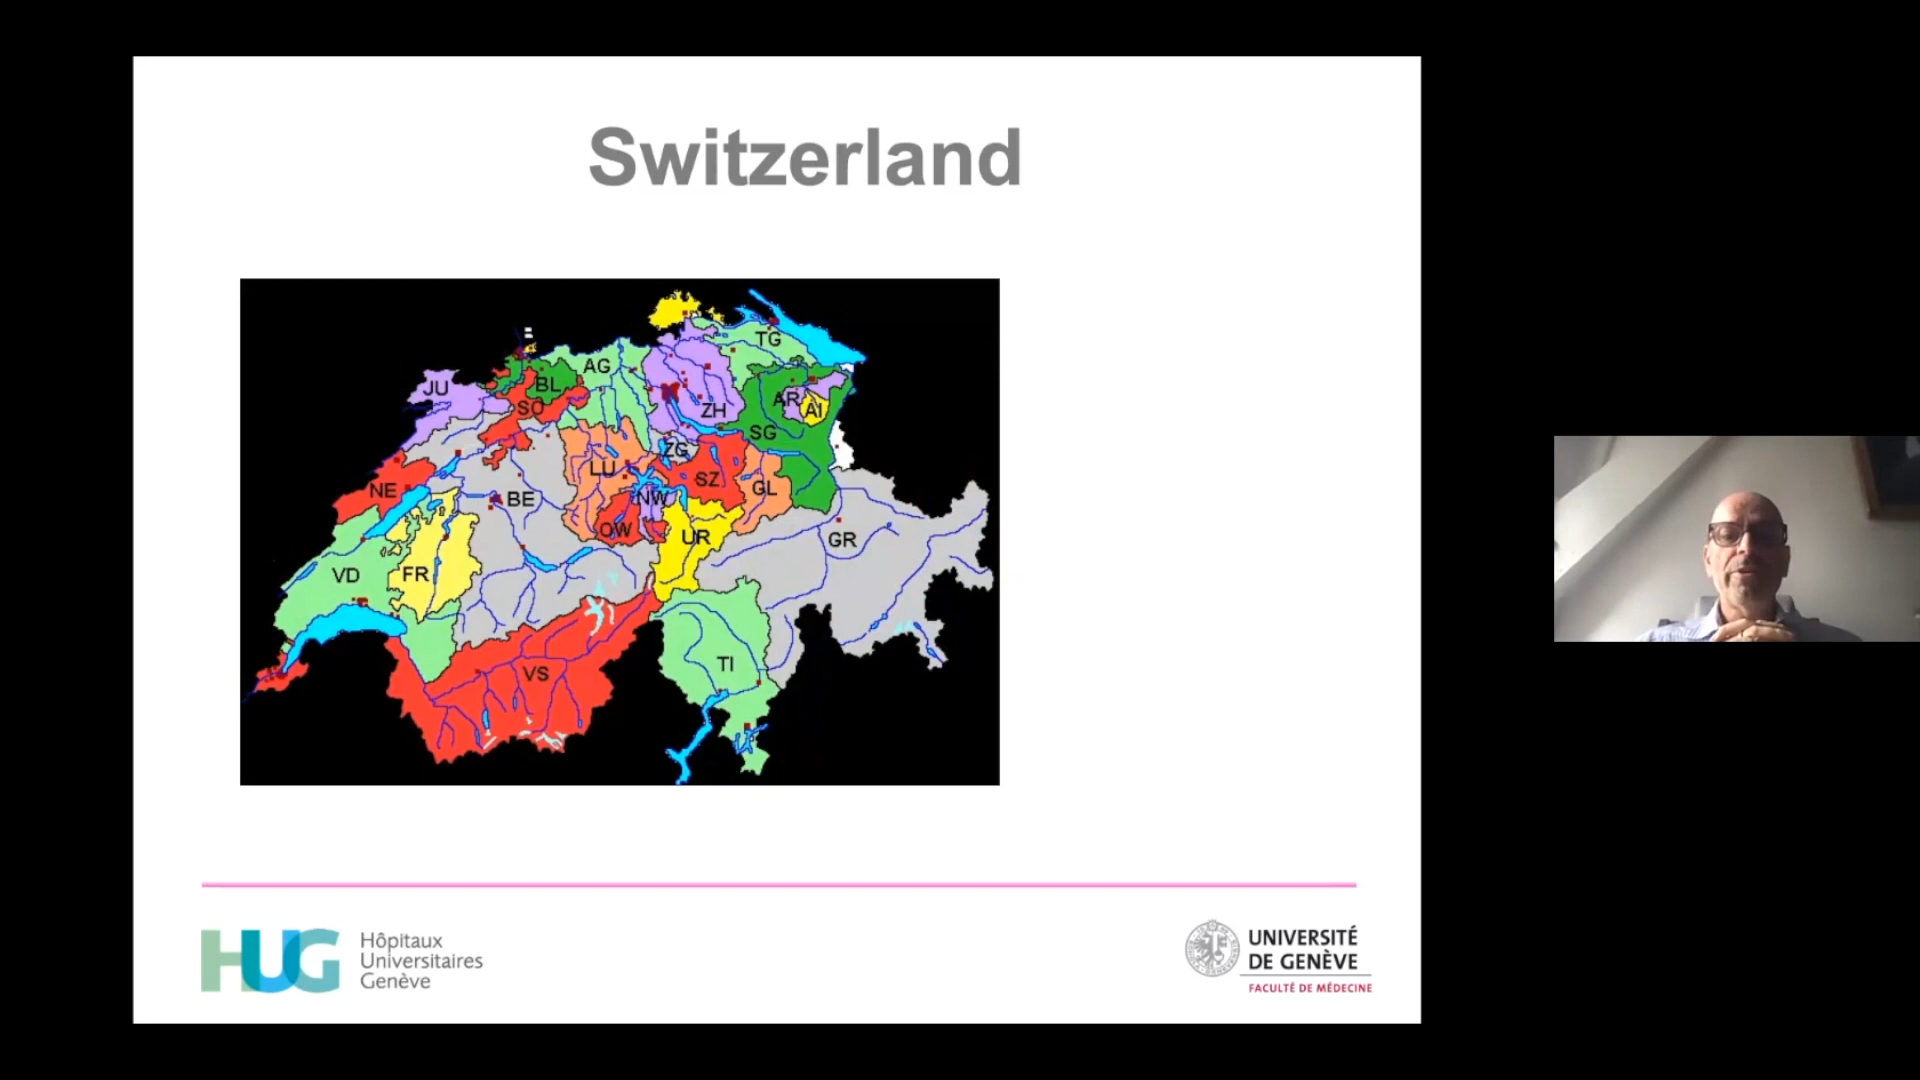 Switzerland
TG
AG
JU
BL
AR
AI
SO
ZH
SG
ZG
LU
SZ
NE
GL
BE
NW
OW
UR
GR
VD
FR
TI
VS
HUG
Hôpitaux
Universitaires
Genève
UNIVERSITÉ
DE GENÈVE
FACULTÉ DE MÉDECINE